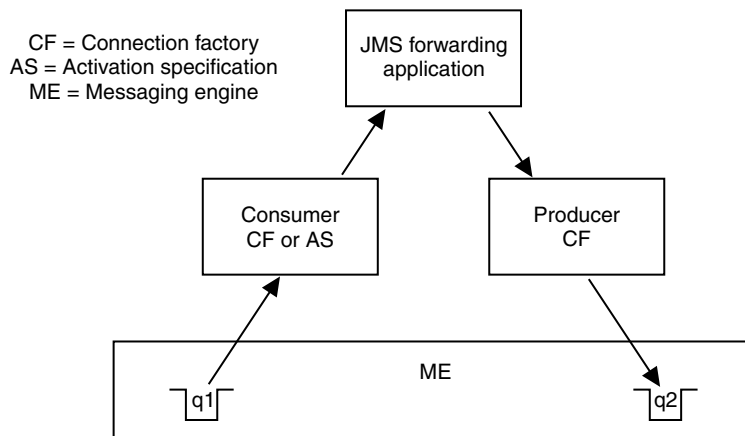 CF = Connection factory
AS = Activation specification
ME = Messaging engine
JMS forwarding
application
Consumer
CF or AS
Producer
CF
ME
q1
q2